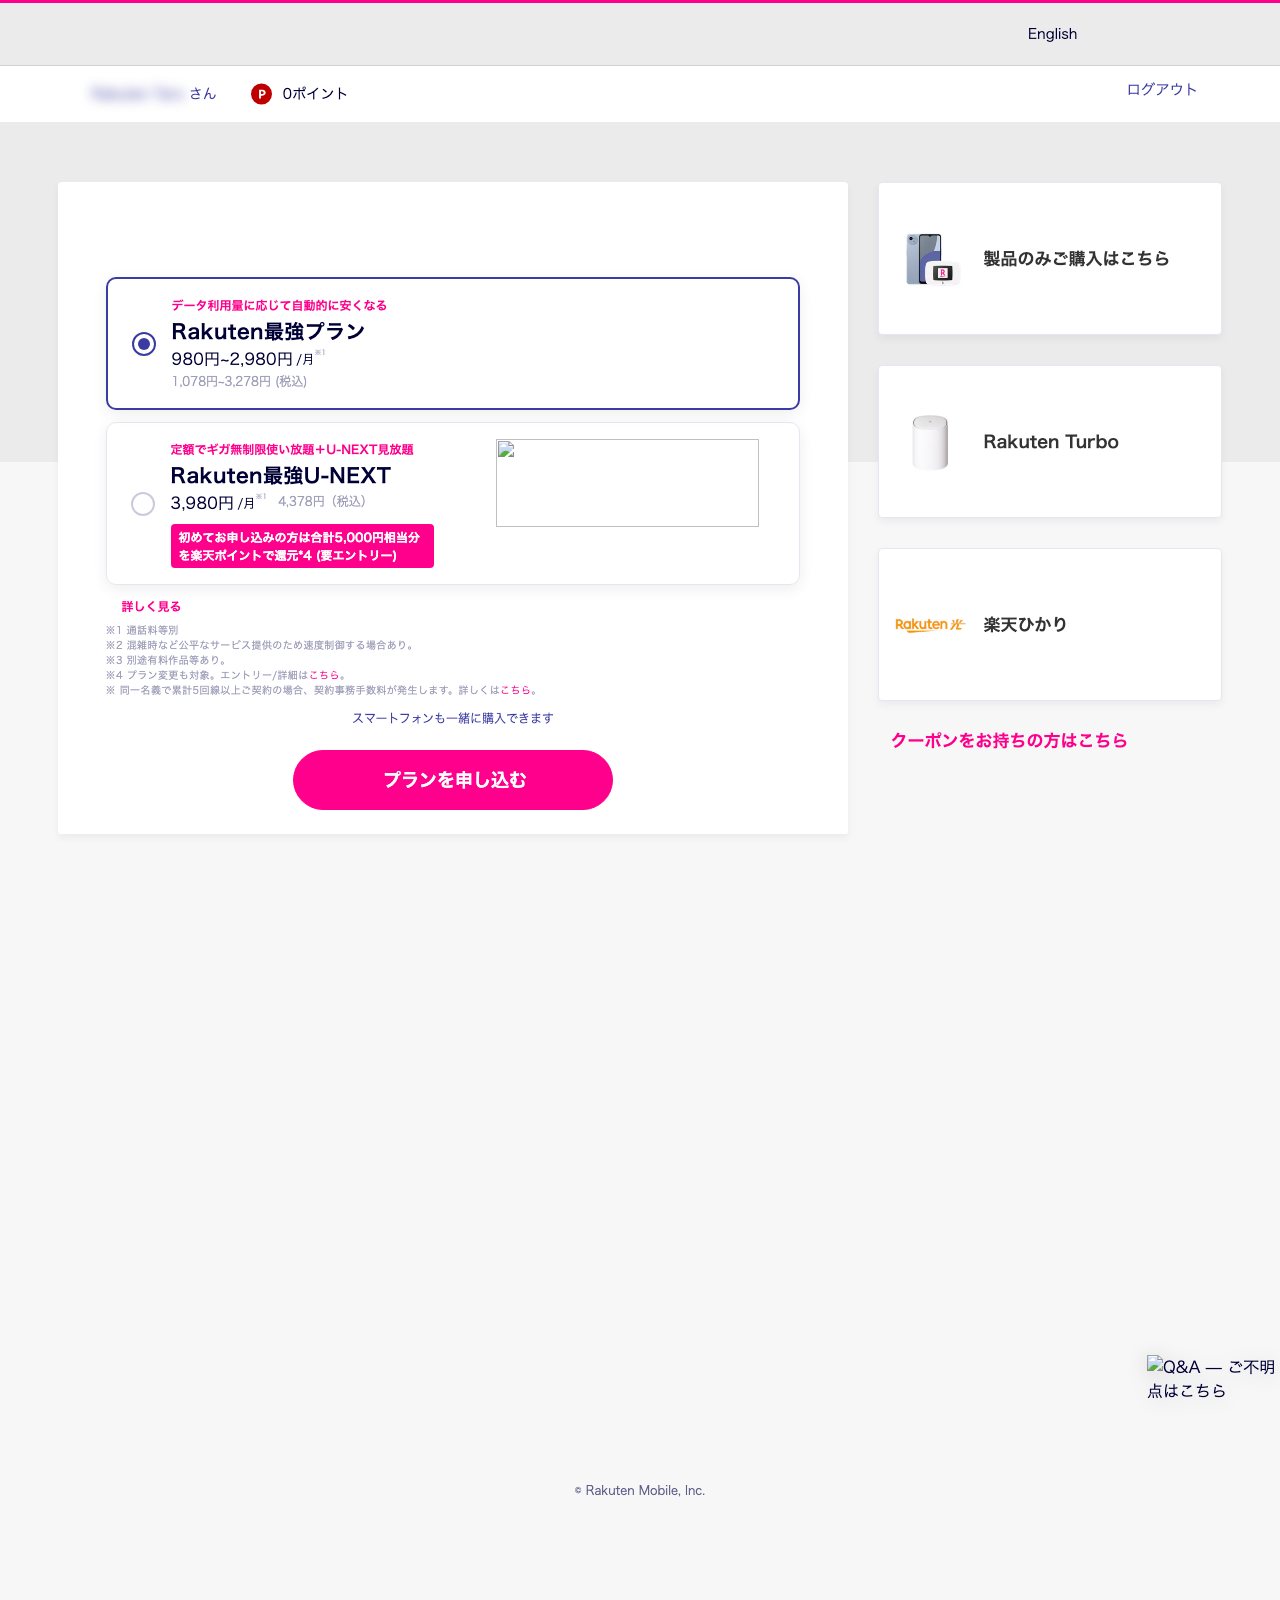 English
さん
P 0ポイント
ログアウト
データ利用量に応じて自動的に安くなる
Rakuten最強プラン
980円~2,980円 /月※1
1,078円~3,278円 (税込)
定額でギガ無制限使い放題＋U-NEXT見放題
Rakuten最強U-NEXT
3,980円 /月※1 4,378円（税込）
初めてお申し込みの方は合計5,000円相当分
を楽天ポイントで還元*4 (要エントリー)
詳しく見る
※1 通話料等別
※2 混雑時など公平なサービス提供のため速度制御する場合あり。
※3 別途有料作品等あり。
※4 プラン変更も対象。エントリー/詳細はこちら。
※ 同一名義で累計5回線以上ご契約の場合、契約事務手数料が発生します。詳しくはこちら。
スマートフォンも一緒に購入できます
プランを申し込む
製品のみご購入はこちら
Rakuten Turbo
Rakuten 光
楽天ひかり
クーポンをお持ちの方はこちら
Q&A — ご不明
点はこちら
© Rakuten Mobile, Inc.